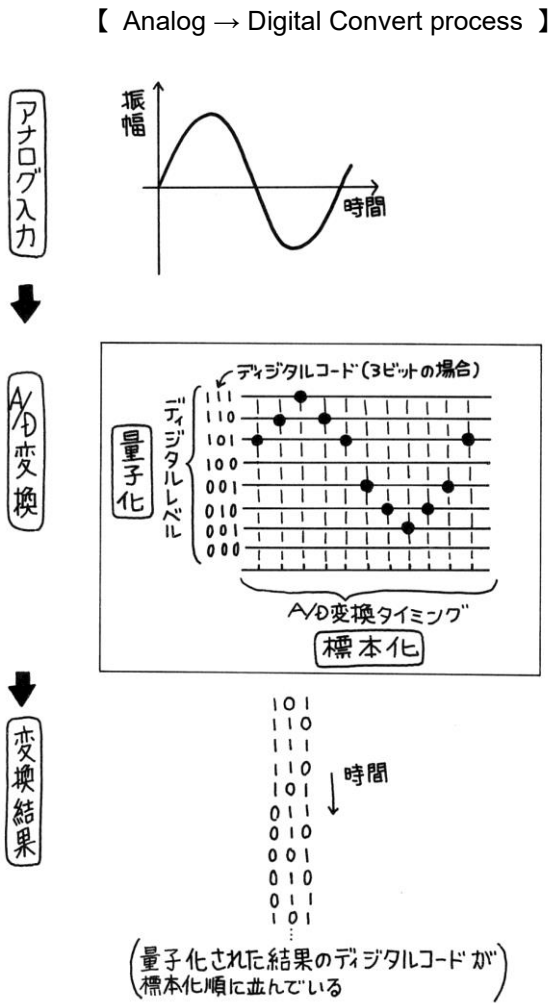 【 Analog → Digital Convert process 】
アナログ入力
振幅
時間
A/D変換
ディジタルコード(3ビットの場合)
量子化
ディジタルレベル
111
110
101
100
001
010
001
000
A/D変換タイミング
標本化
変換結果
101
110
111
110
101
011
010
001
010
011
101
…
時間
(量子化された結果のディジタルコードが
標本化順に並んでいる)